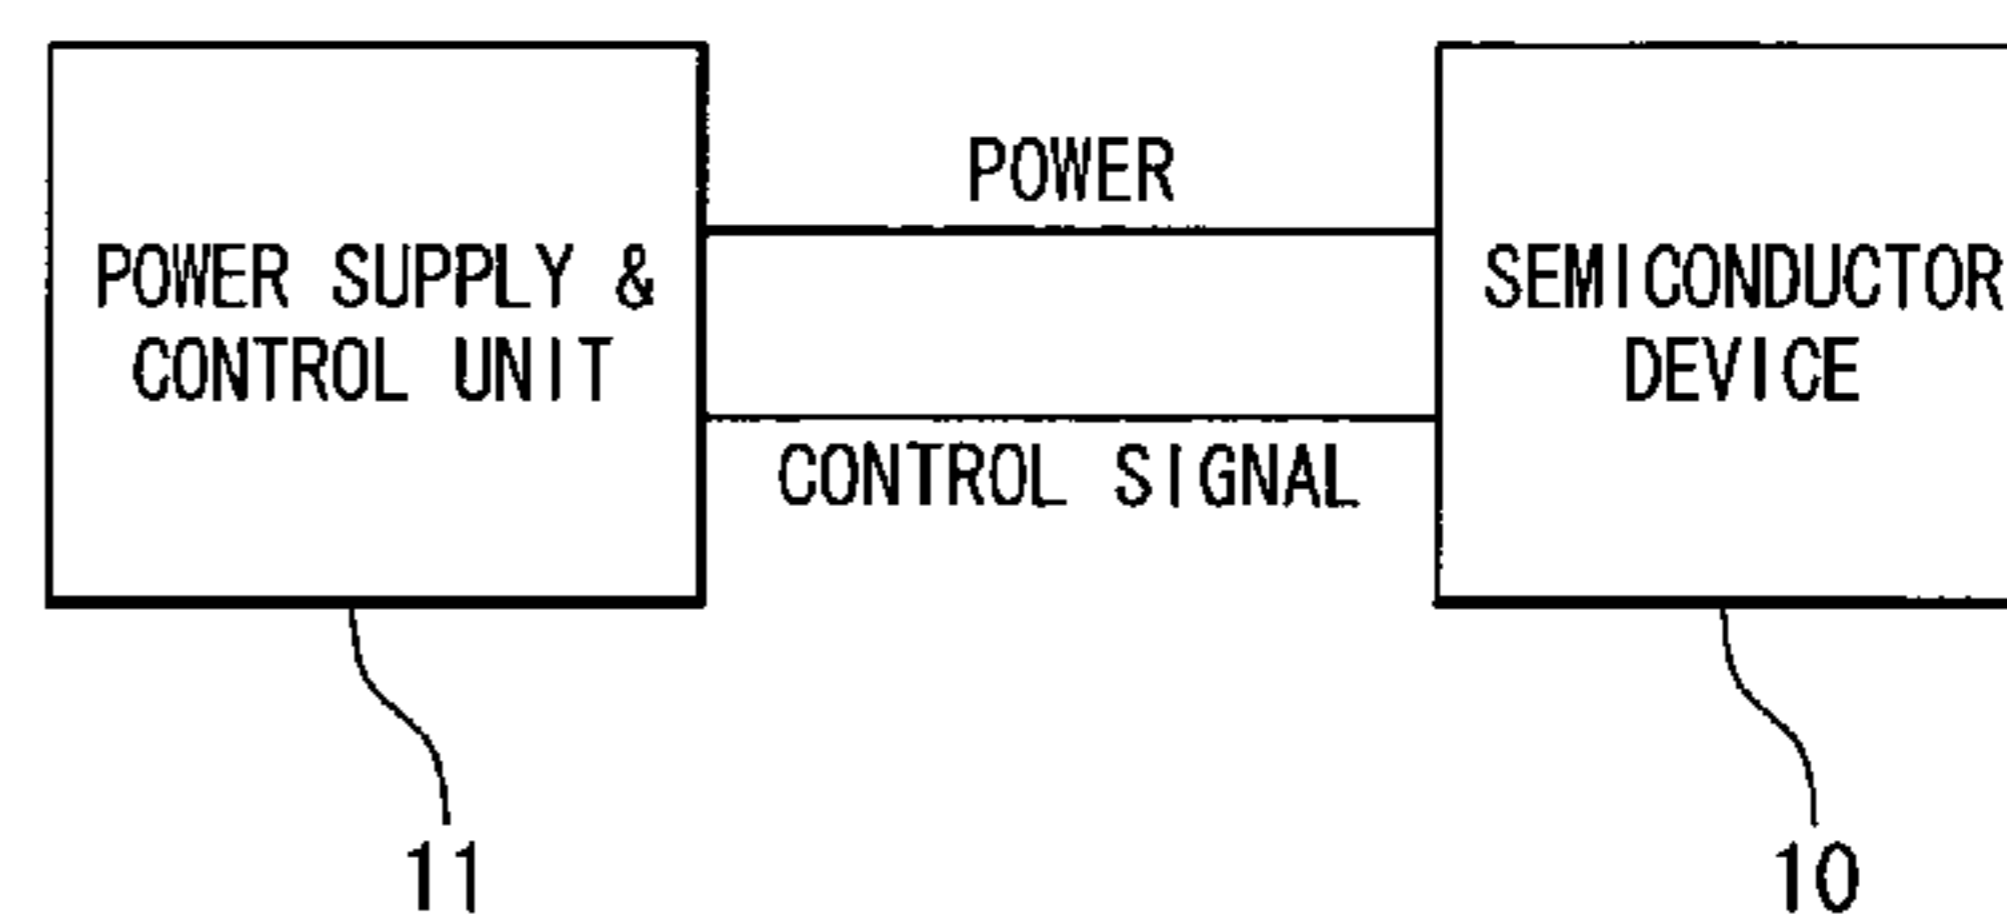 POWER SUPPLY &
CONTROL UNIT
POWER
CONTROL SIGNAL
SEMICONDUCTOR
DEVICE
11
10